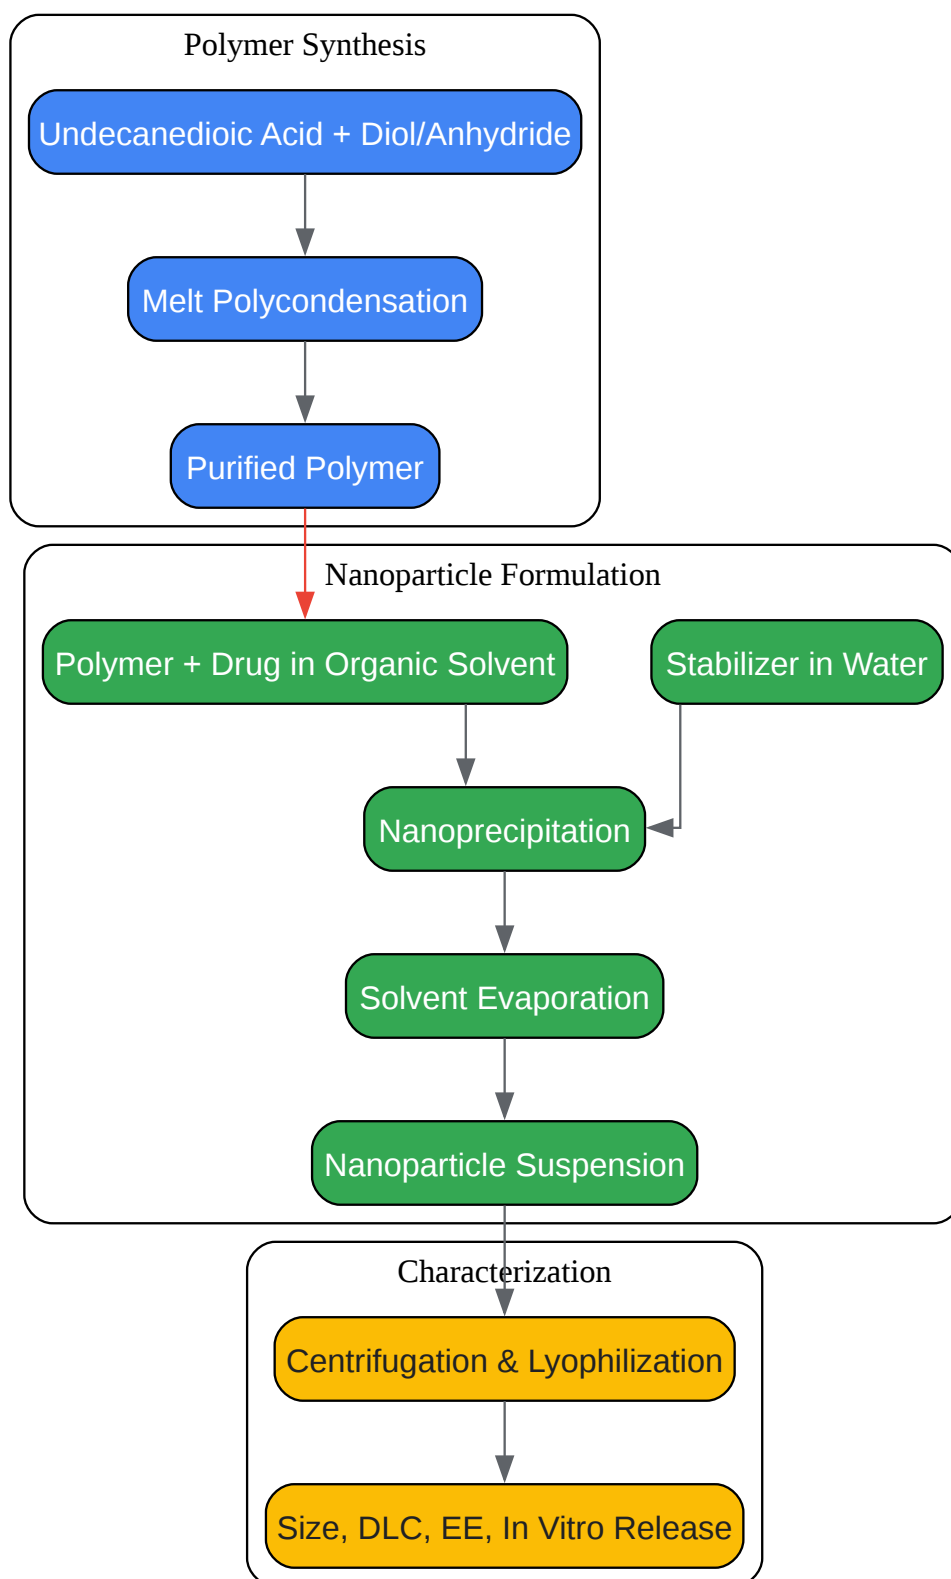 Polymer Synthesis
Undecanedioic Acid + Diol/Anhydride
Melt Polycondensation
Purified Polymer
Nanoparticle Formulation
Polymer + Drug in Organic Solvent
Stabilizer in Water
Nanoprecipitation
Solvent Evaporation
Nanoparticle Suspension
Characterization
Centrifugation & Lyophilization
Size, DLC, EE, In Vitro Release